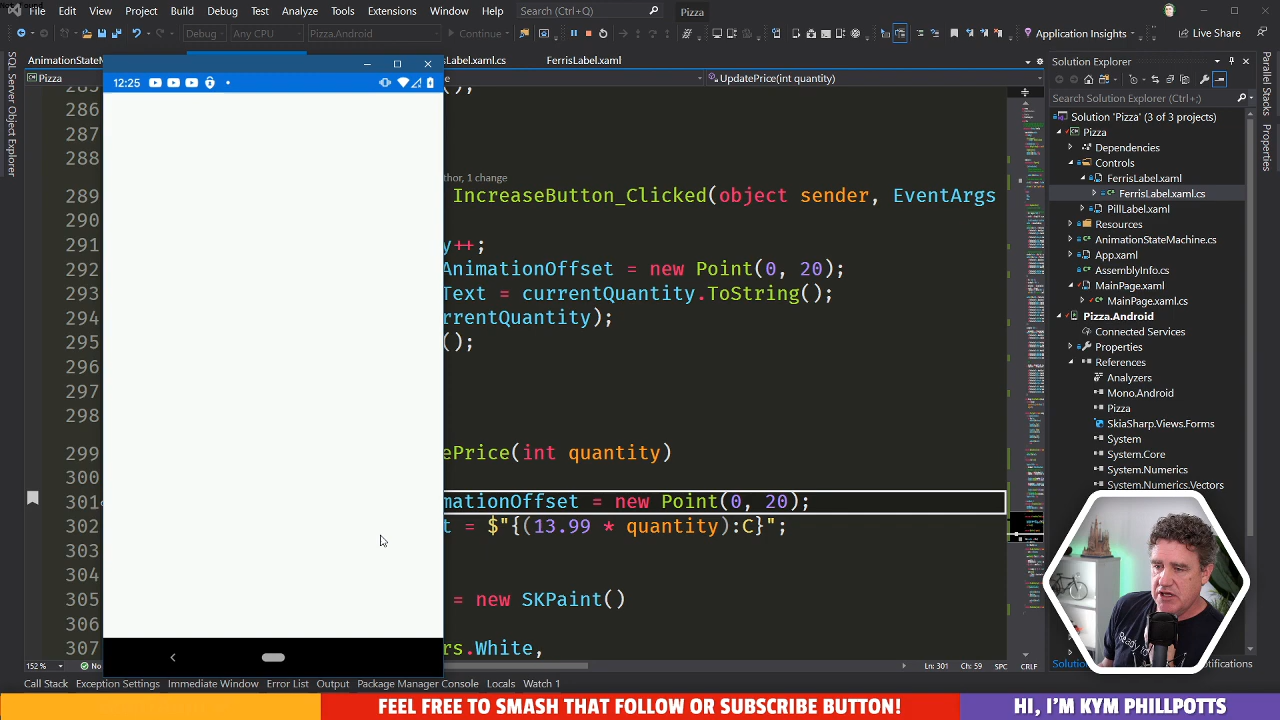 File Edit View Git Project Build Debug Test Analyze Tools Extensions Window Help Search (Ctrl+Q) Pizza
Debug Any CPU Pizza.Android Continue Application Insights Live Share
AnimationStateM
.xaml.cs
FerrisLabel.xaml
Pizza
UpdatePrice(int quantity)
SQL Server Object Explorer
12:25
285 ();
286
287
288
thor, 1 change
289 IncreaseButton_Clicked(object sender, EventArgs
290
291 y++;
292 AnimationOffset = new Point(0, 20);
293 Text = currentQuantity.ToString();
294 rrentQuantity);
295 ();
296
297
298
299 ePrice(int quantity)
300
301 mationOffset = new Point(0, 20);
302 t = $"{(13.99 * quantity):C}";
303
304
305 = new SKPaint()
306
307 rs.White,
152 % No Ln: 301 Ch: 59 SPC CRLF
Solution Explorer
Search Solution Explorer (Ctrl+;)
Solution 'Pizza' (3 of 3 projects)
Pizza
Dependencies
Controls
FerrisLabel.xaml
FerrisLabel.xaml.cs
PillLabel.xaml
Resources
AnimationStateMachine.cs
App.xaml
AssemblyInfo.cs
MainPage.xaml
MainPage.xaml.cs
Pizza.Android
Connected Services
Properties
References
Analyzers
Mono.Android
Pizza
SkiaSharp.Views.Forms
System
System.Core
System.Numerics
System.Numerics.Vectors
Parallel Stacks
Properties
Call Stack Exception Settings Immediate Window Error List Output Package Manager Console Locals Watch 1
FEEL FREE TO SMASH THAT FOLLOW OR SUBSCRIBE BUTTON!
HI, I'M KYM PHILLPOTTS